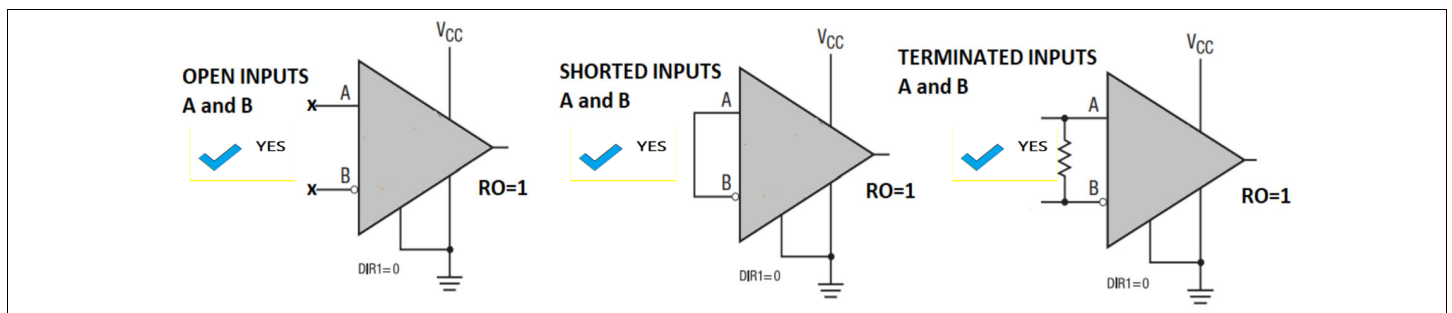 OPEN INPUTS
A and B
YES
x
A
x
B
VCC
RO=1
DIR1=0
SHORTED INPUTS
A and B
YES
A
B
VCC
RO=1
DIR1=0
TERMINATED INPUTS
A and B
YES
A
B
VCC
RO=1
DIR1=0